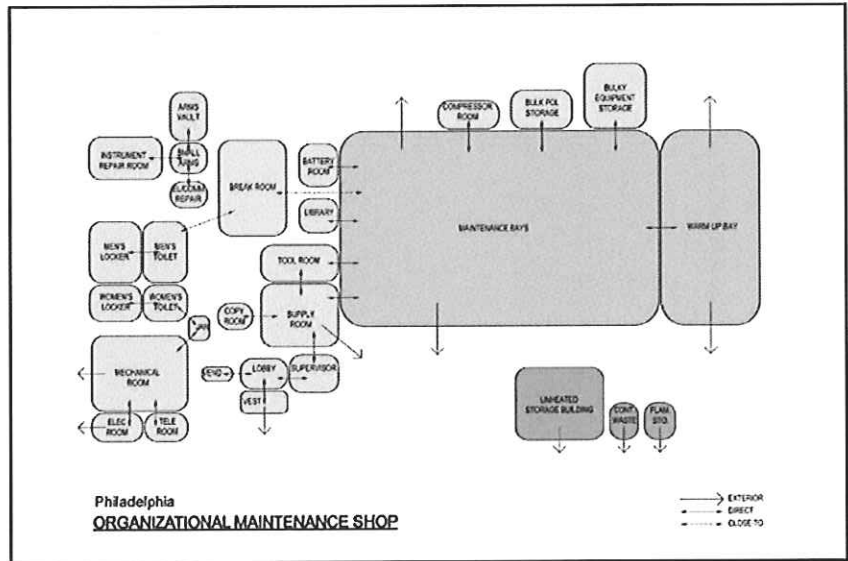 ARMS
VAULT
INSTRUMENT
REPAIR ROOM
SMALL
ARMS
REPAIR
BREAK ROOM
BATTERY
ROOM
LIBRARY
COMPRESSOR
ROOM
BULK POL
STORAGE
BULKY
EQUIPMENT
STORAGE
MAINTENANCE BAYS
WARM UP BAY
MEN'S
LOCKER
MEN'S
TOILET
WOMEN'S
LOCKER
WOMEN'S
TOILET
JAN
TOOL ROOM
COPY
ROOM
SUPPLY
ROOM
MECHANICAL
ROOM
VEND
LOBBY
SUPERVISOR
VEST
ELEC
ROOM
TELE
ROOM
UNHEATED
STORAGE BUILDING
CONT.
WASTE
FLAM.
STO.
Philadelphia
ORGANIZATIONAL MAINTENANCE SHOP
EXTERIOR
DIRECT
CLOSE TO